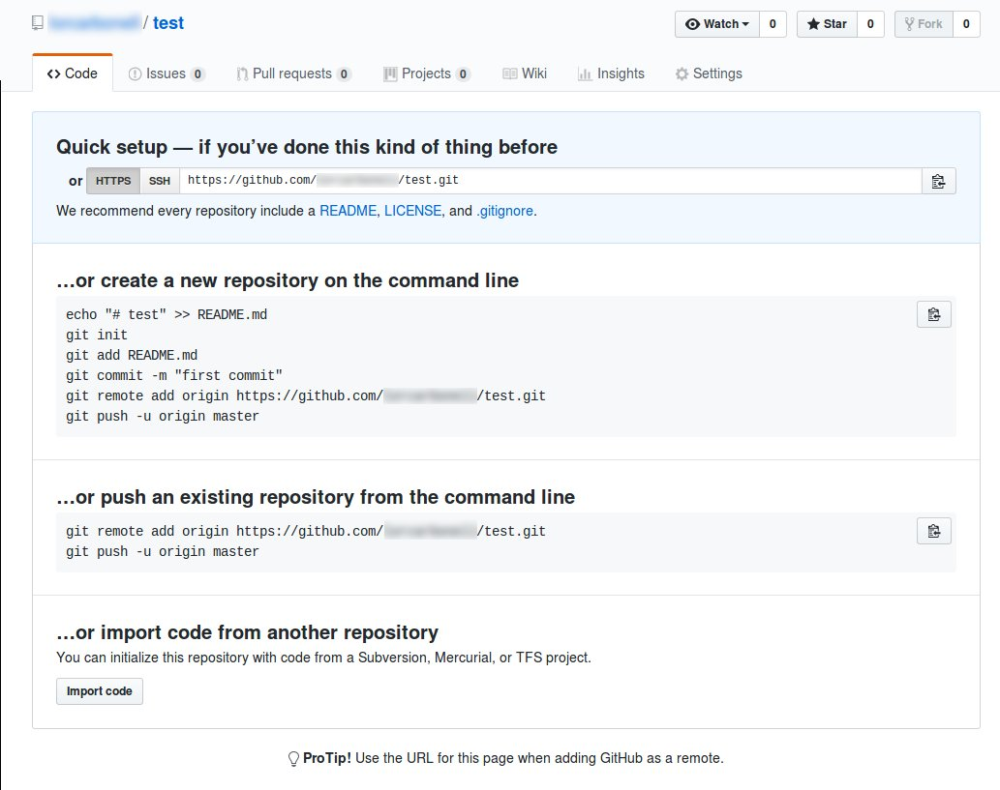 / test
Watch 0 Star 0 Fork 0
Code Issues 0 Pull requests 0 Projects 0 Wiki Insights Settings
Quick setup — if you’ve done this kind of thing before
or HTTPS SSH https://github.com/ /test.git
We recommend every repository include a README, LICENSE, and .gitignore.
…or create a new repository on the command line
echo "# test" >> README.md
git init
git add README.md
git commit -m "first commit"
git remote add origin https://github.com/ /test.git
git push -u origin master
…or push an existing repository from the command line
git remote add origin https://github.com/ /test.git
git push -u origin master
…or import code from another repository
You can initialize this repository with code from a Subversion, Mercurial, or TFS project.
Import code
ProTip! Use the URL for this page when adding GitHub as a remote.